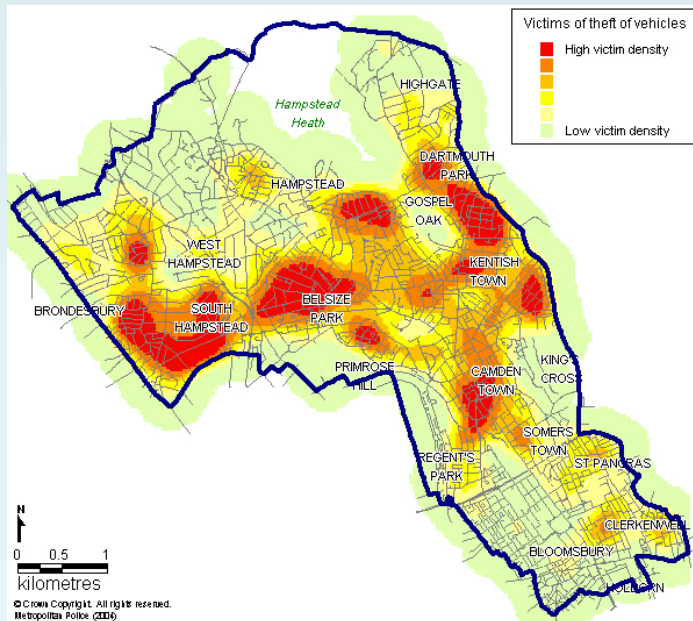 Victims of theft of vehicles
High victim density
Low victim density
HIGHGATE
Hampstead
Heath
DARTMOUTH
PARK
HAMPSTEAD
GOSPEL
OAK
WEST
HAMPSTEAD
KENTISH
TOWN
BRONDESBURY
SOUTH
HAMPSTEAD
BELSIZE
PARK
PRIMROSE
HILL
KING'S
CROSS
CAMDEN
TOWN
SOMERS
TOWN
REGENT'S
PARK
ST PANCRAS
CLERKENWELL
BLOOMSBURY
HOLBORN
N
0 0.5 1
kilometres
© Crown Copyright. All rights reserved.
Metropolitan Police (2004)